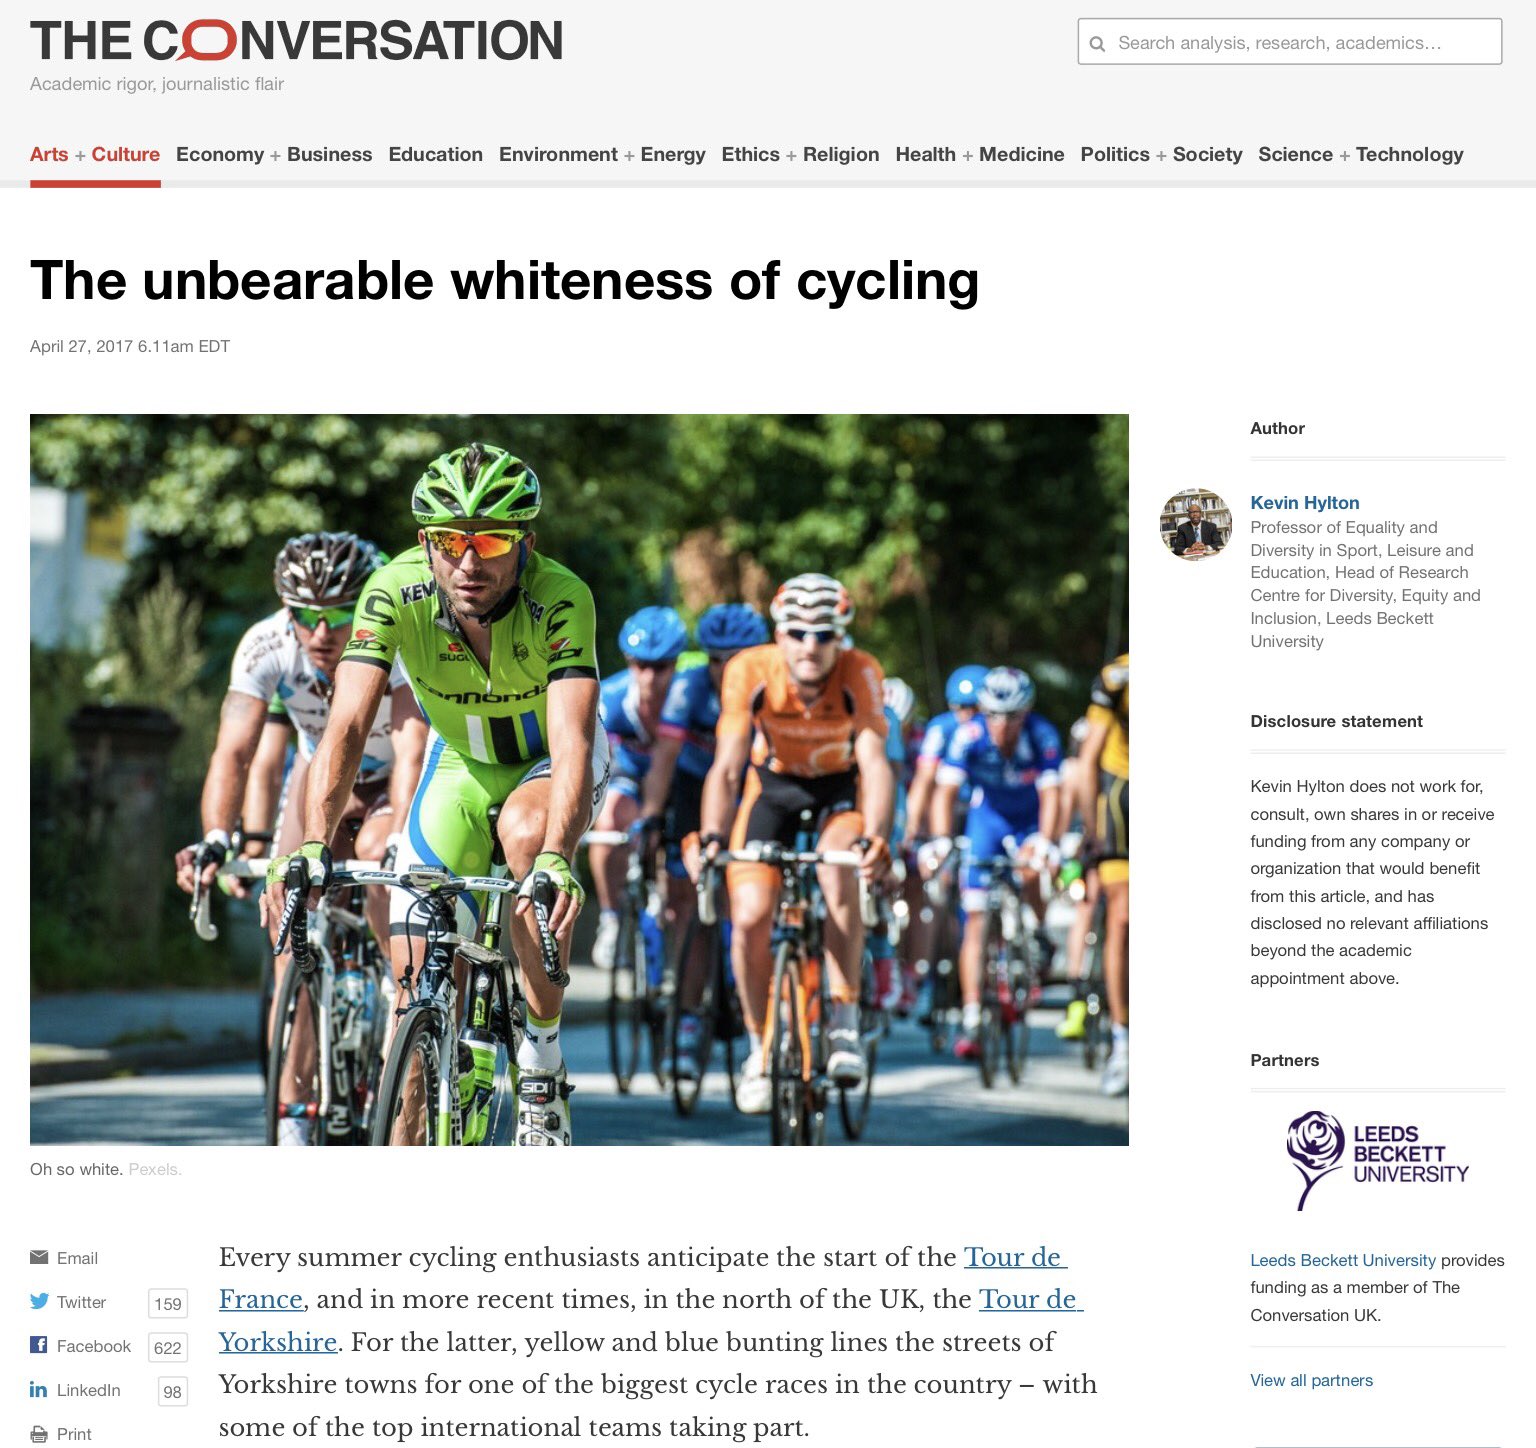 THE CONVERSATION
Academic rigor, journalistic flair
Search analysis, research, academics…
Arts + Culture Economy + Business Education Environment + Energy Ethics + Religion Health + Medicine Politics + Society Science + Technology
The unbearable whiteness of cycling
April 27, 2017 6.11am EDT
SIDI
SUGOI
cannondale
FSA
FSA
SRAM
SIDI
Oh so white. Pexels.
Email
Twitter 159
Facebook 622
LinkedIn 98
Print
Every summer cycling enthusiasts anticipate the start of the Tour de
France, and in more recent times, in the north of the UK, the Tour de
Yorkshire. For the latter, yellow and blue bunting lines the streets of
Yorkshire towns for one of the biggest cycle races in the country – with
some of the top international teams taking part.
Author
Kevin Hylton
Professor of Equality and
Diversity in Sport, Leisure and
Education, Head of Research
Centre for Diversity, Equity and
Inclusion, Leeds Beckett
University
Disclosure statement
Kevin Hylton does not work for,
consult, own shares in or receive
funding from any company or
organization that would benefit
from this article, and has
disclosed no relevant affiliations
beyond the academic
appointment above.
Partners
LEEDS
BECKETT
UNIVERSITY
Leeds Beckett University provides
funding as a member of The
Conversation UK.
View all partners